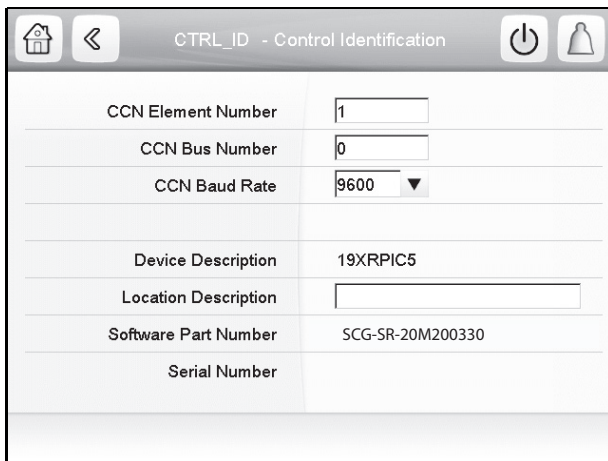 CTRL_ID - Control Identification
CCN Element Number 1
CCN Bus Number 0
CCN Baud Rate 9600
Device Description 19XRPIC5
Location Description
Software Part Number SCG-SR-20M200330
Serial Number